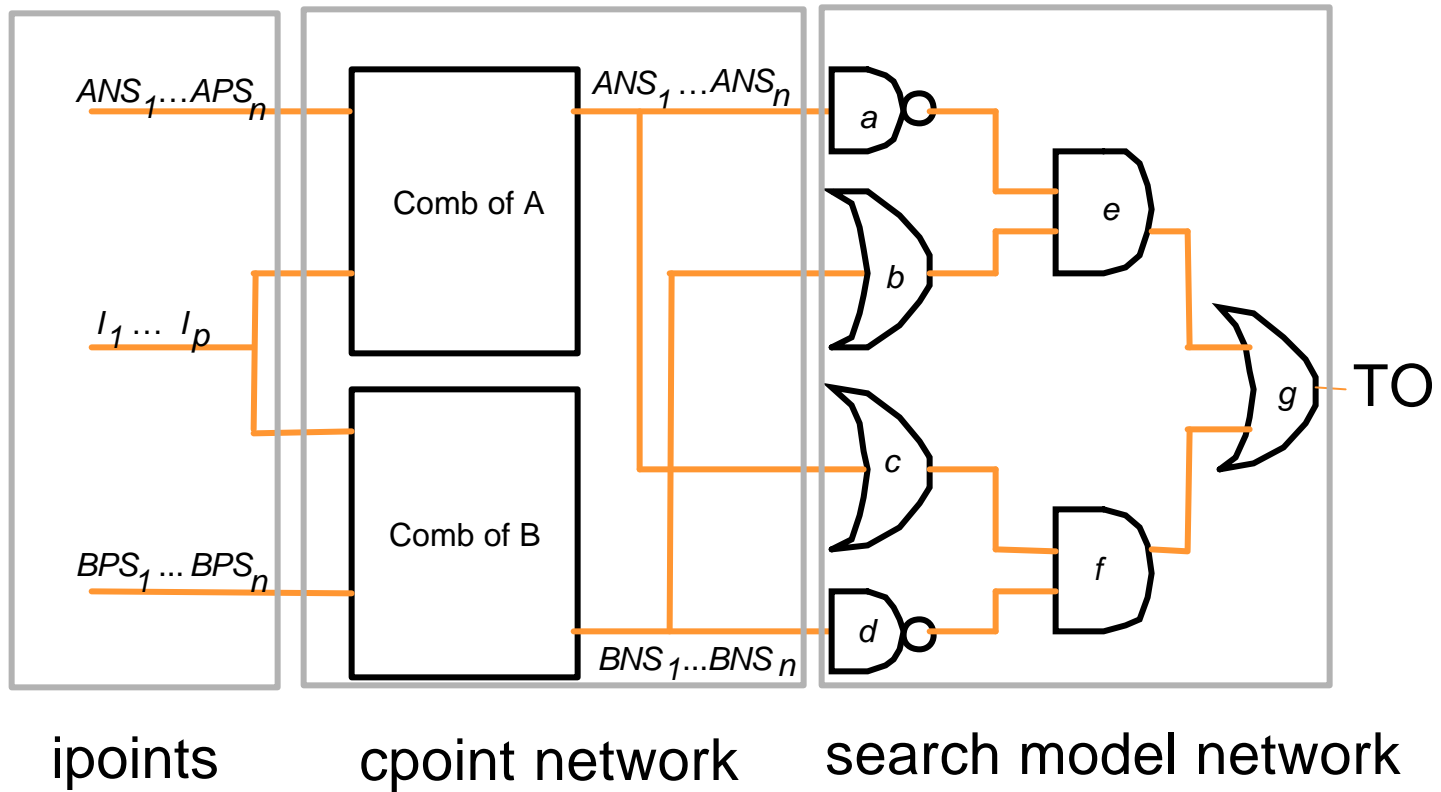 ANS1...APSn
I1 ... Ip
BPS1 ... BPSn
Comb of A
Comb of B
ANS1 ...ANSn
BNS1...BNSn
a
b
c
d
e
f
g
TO
ipoints
cpoint network
search model network